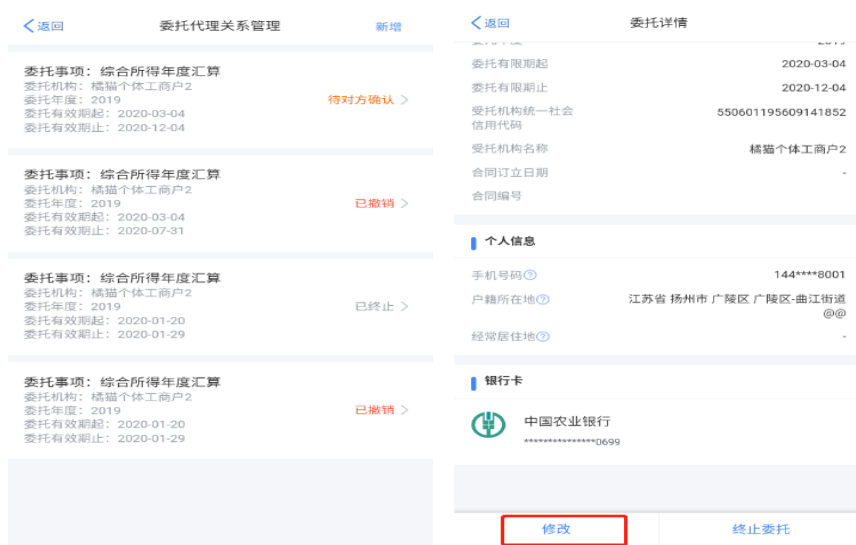 返回
委托代理关系管理
新增
委托事项：综合所得年度汇算
委托机构：橘猫个体工商户2
委托年度：2019
委托有效期起：2020-03-04
委托有效期止：2020-12-04
待对方确认
委托事项：综合所得年度汇算
委托机构：橘猫个体工商户2
委托年度：2019
委托有效期起：2020-03-04
委托有效期止：2020-07-31
已撤销
委托事项：综合所得年度汇算
委托机构：橘猫个体工商户2
委托年度：2019
委托有效期起：2020-01-20
委托有效期止：2020-01-29
已终止
委托事项：综合所得年度汇算
委托机构：橘猫个体工商户2
委托年度：2019
委托有效期起：2020-01-20
委托有效期止：2020-01-29
已撤销
返回
委托详情
委托有限期起 2020-03-04
委托有限期止 2020-12-04
受托机构统一社会 550601195609141852
信用代码
受托机构名称 橘猫个体工商户2
合同订立日期 -
合同编号
个人信息
手机号码 144****8001
户籍所在地 江苏省 扬州市 广陵区 广陵区-曲江街道
@@
经常居住地 -
银行卡
中国农业银行
***************0699
修改
终止委托